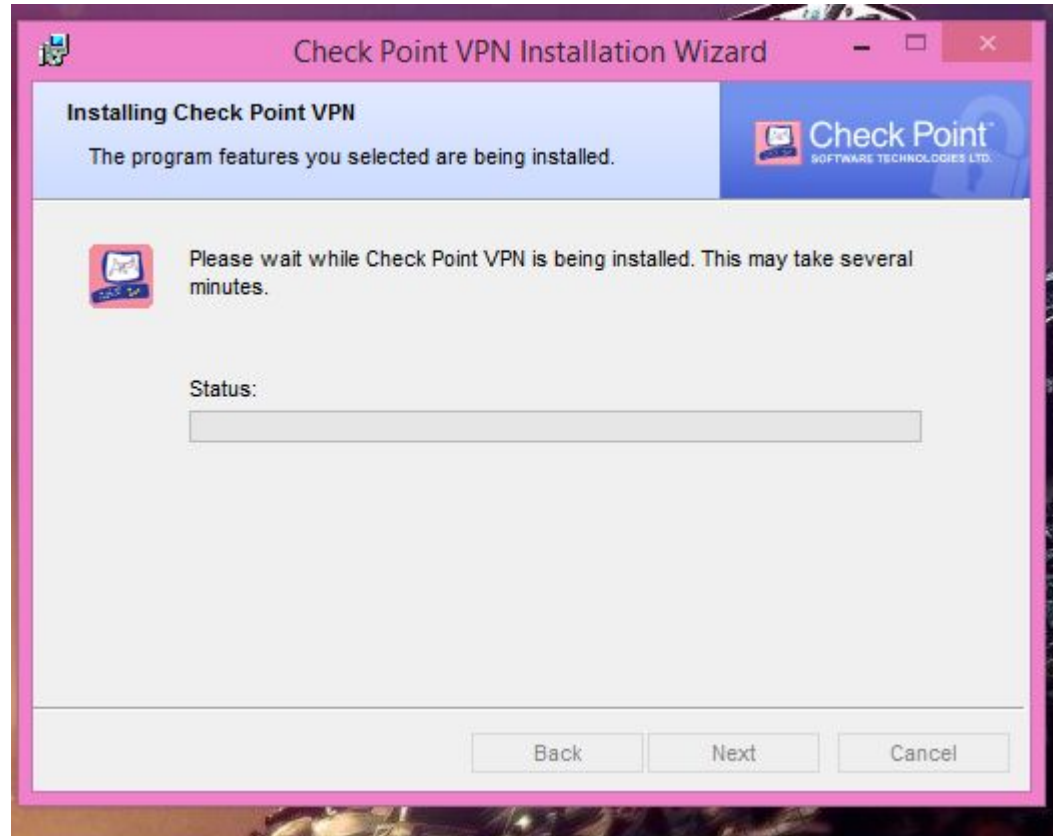 Check Point VPN Installation Wizard
Installing Check Point VPN
The program features you selected are being installed.
Check Point™
SOFTWARE TECHNOLOGIES LTD.
Please wait while Check Point VPN is being installed. This may take several
minutes.
Status:
Back Next Cancel